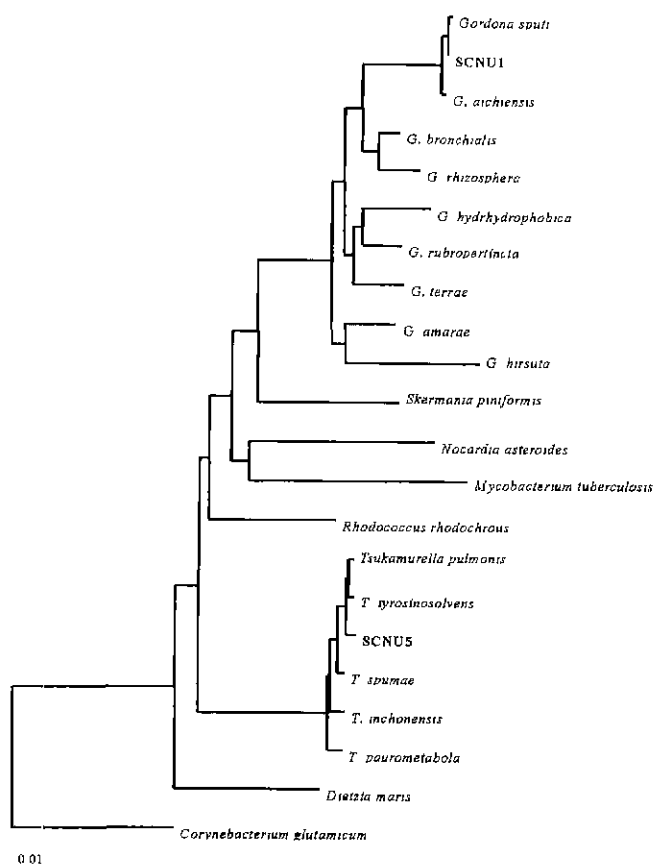 Gordona sputi
SCNU1
G. aichiensis
G. bronchialis
G rhizosphera
G hydrhydrophobica
G. rubropertincta
G. terrae
G amarae
G hirsuta
Skermania piniformis
Nocardia asteroides
Mycobacterium tuberculosis
Rhodococcus rhodochrous
Tsukamurella pulmonis
T tyrosinosolvens
SCNU5
T spumae
T. inchonensis
T paurometabola
Dietzia maris
Corynebacterium glutamicum
0 01